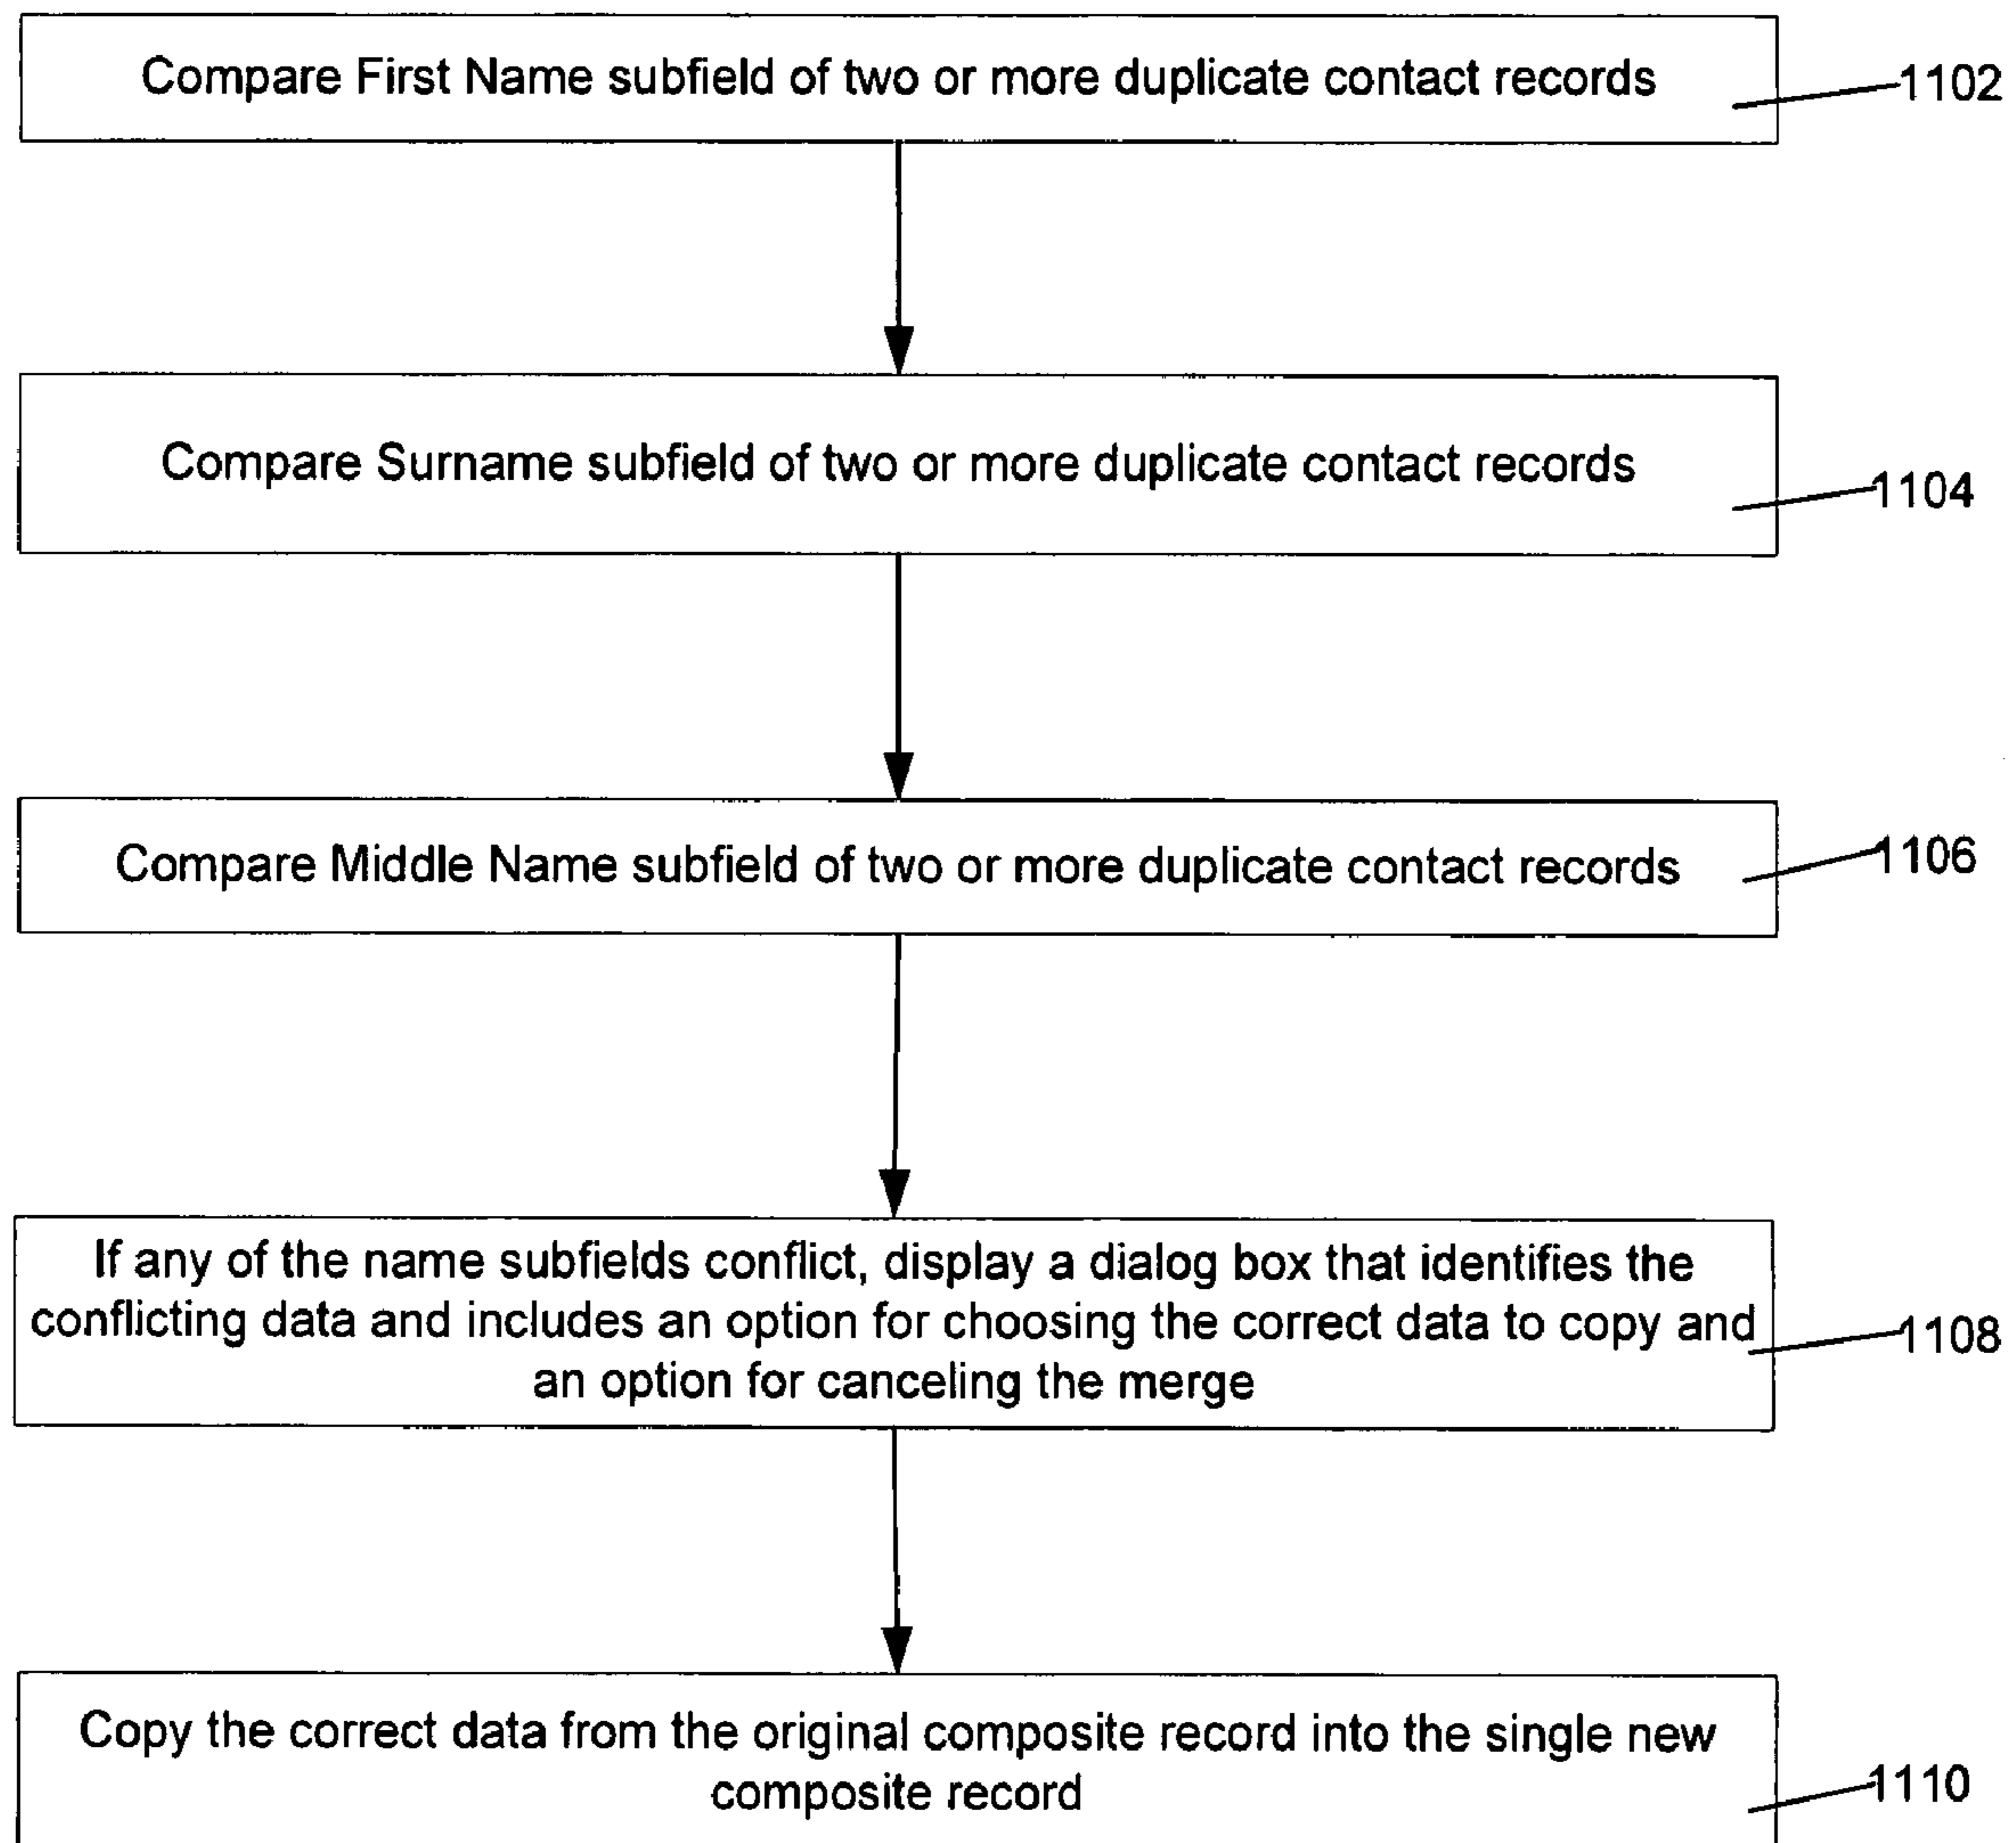 Compare First Name subfield of two or more duplicate contact records
1102
Compare Surname subfield of two or more duplicate contact records
1104
Compare Middle Name subfield of two or more duplicate contact records
1106
If any of the name subfields conflict, display a dialog box that identifies the
conflicting data and includes an option for choosing the correct data to copy and
an option for canceling the merge
1108
Copy the correct data from the original composite record into the single new
composite record
1110